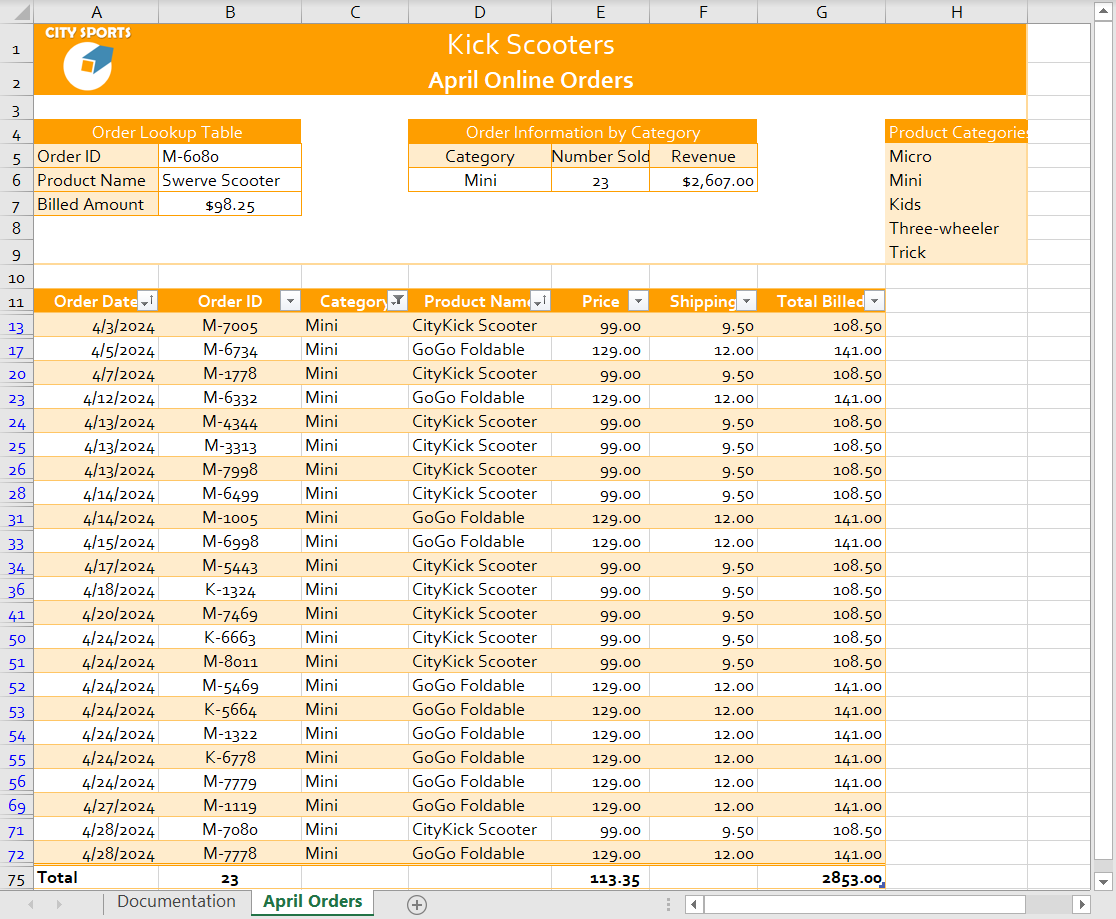 A B C D E F G H
CITY SPORTS
1 Kick Scooters
2 April Online Orders
3
4 Order Lookup Table Order Information by Category Product Categories
5 Order ID M-6080 Category Number Sold Revenue Micro
6 Product Name Swerve Scooter Mini 23 $2,607.00 Mini
7 Billed Amount $98.25 Kids
8 Three-wheeler
9 Trick
10
11 Order Date Order ID Category Product Name Price Shipping Total Billed
13 4/3/2024 M-7005 Mini CityKick Scooter 99.00 9.50 108.50
17 4/5/2024 M-6734 Mini GoGo Foldable 129.00 12.00 141.00
20 4/7/2024 M-1778 Mini CityKick Scooter 99.00 9.50 108.50
23 4/12/2024 M-6332 Mini GoGo Foldable 129.00 12.00 141.00
24 4/13/2024 M-4344 Mini CityKick Scooter 99.00 9.50 108.50
25 4/13/2024 M-3313 Mini CityKick Scooter 99.00 9.50 108.50
26 4/13/2024 M-7998 Mini CityKick Scooter 99.00 9.50 108.50
28 4/14/2024 M-6499 Mini CityKick Scooter 99.00 9.50 108.50
31 4/14/2024 M-1005 Mini GoGo Foldable 129.00 12.00 141.00
33 4/15/2024 M-6998 Mini GoGo Foldable 129.00 12.00 141.00
34 4/17/2024 M-5443 Mini CityKick Scooter 99.00 9.50 108.50
36 4/18/2024 K-1324 Mini CityKick Scooter 99.00 9.50 108.50
41 4/20/2024 M-7469 Mini CityKick Scooter 99.00 9.50 108.50
50 4/24/2024 K-6663 Mini CityKick Scooter 99.00 9.50 108.50
51 4/24/2024 M-8011 Mini CityKick Scooter 99.00 9.50 108.50
52 4/24/2024 M-5469 Mini GoGo Foldable 129.00 12.00 141.00
53 4/24/2024 K-5664 Mini GoGo Foldable 129.00 12.00 141.00
54 4/24/2024 M-1322 Mini GoGo Foldable 129.00 12.00 141.00
55 4/24/2024 K-6778 Mini GoGo Foldable 129.00 12.00 141.00
56 4/24/2024 M-7779 Mini GoGo Foldable 129.00 12.00 141.00
69 4/27/2024 M-1119 Mini GoGo Foldable 129.00 12.00 141.00
71 4/28/2024 M-7080 Mini CityKick Scooter 99.00 9.50 108.50
72 4/28/2024 M-7778 Mini GoGo Foldable 129.00 12.00 141.00
75 Total 23 113.35 2853.00
Documentation April Orders